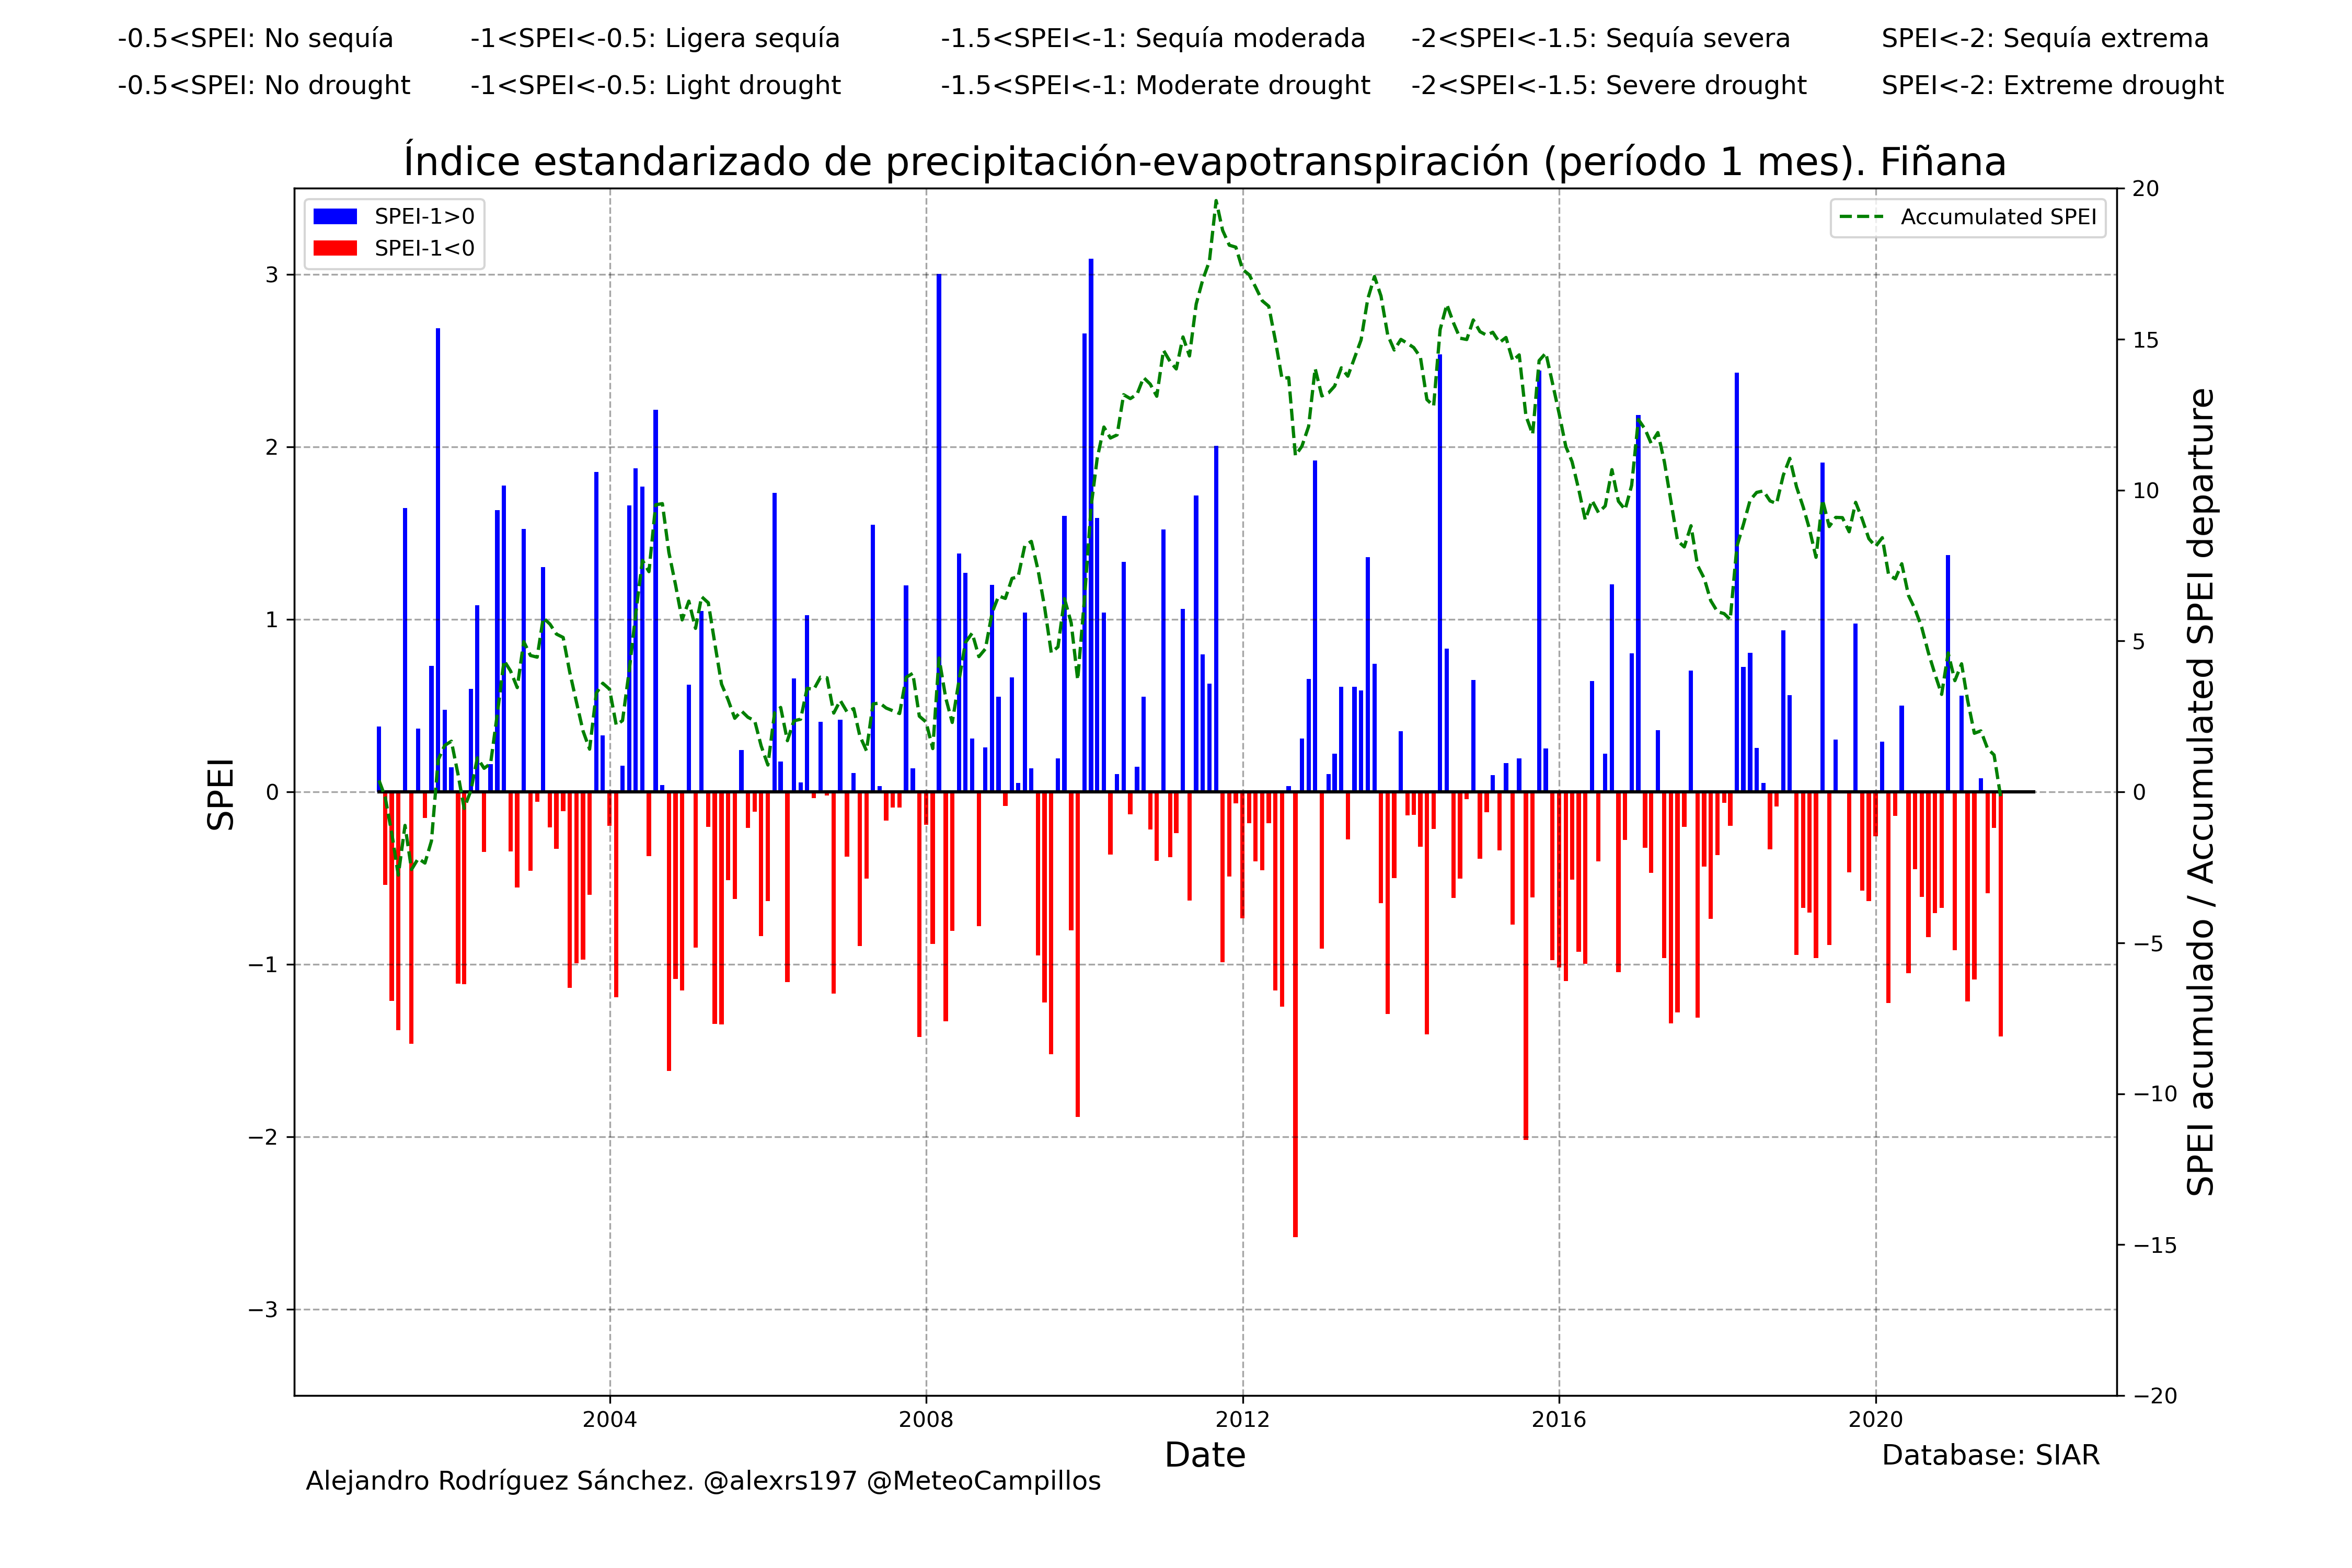 -0.5<SPEI: No sequía -1<SPEI<-0.5: Ligera sequía -1.5<SPEI<-1: Sequía moderada -2<SPEI<-1.5: Sequía severa SPEI<-2: Sequía extrema
-0.5<SPEI: No drought -1<SPEI<-0.5: Light drought -1.5<SPEI<-1: Moderate drought -2<SPEI<-1.5: Severe drought SPEI<-2: Extreme drought
Índice estandarizado de precipitación-evapotranspiración (período 1 mes). Fiñana
SPEI-1>0
SPEI-1<0
Accumulated SPEI
SPEI
3
2
1
0
−1
−2
−3
20
15
10
5
0
−5
−10
−15
−20
SPEI acumulado / Accumulated SPEI departure
2004 2008 2012 2016 2020
Date
Database: SIAR
Alejandro Rodríguez Sánchez. @alexrs197 @MeteoCampillos